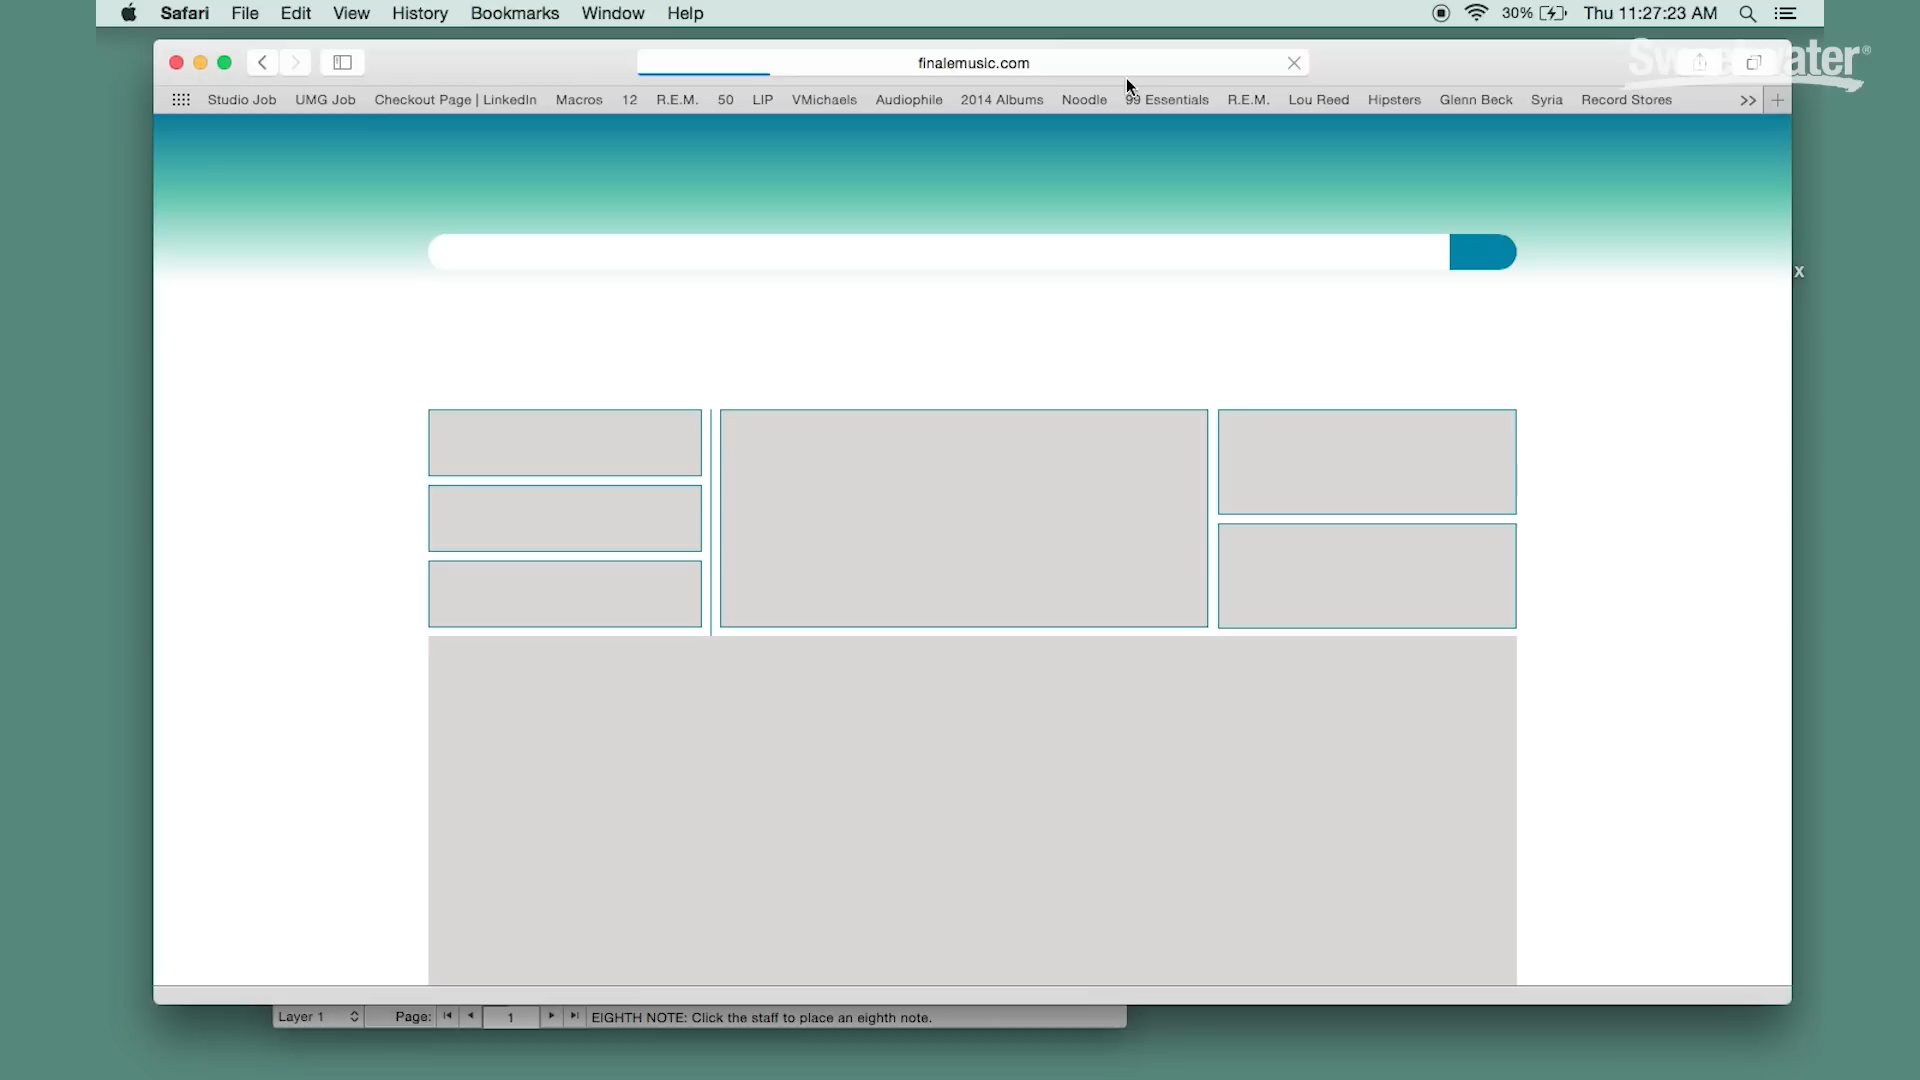 Safari File Edit View History Bookmarks Window Help 30% Thu 11:27:23 AM
finalemusic.com
Sweetwater®
Studio Job UMG Job Checkout Page | LinkedIn Macros 12 R.E.M. 50 LIP VMichaels Audiophile 2014 Albums Noodle 99 Essentials R.E.M. Lou Reed Hipsters Glenn Beck Syria Record Stores >>
x
Layer 1 Page: 1 EIGHTH NOTE: Click the staff to place an eighth note.